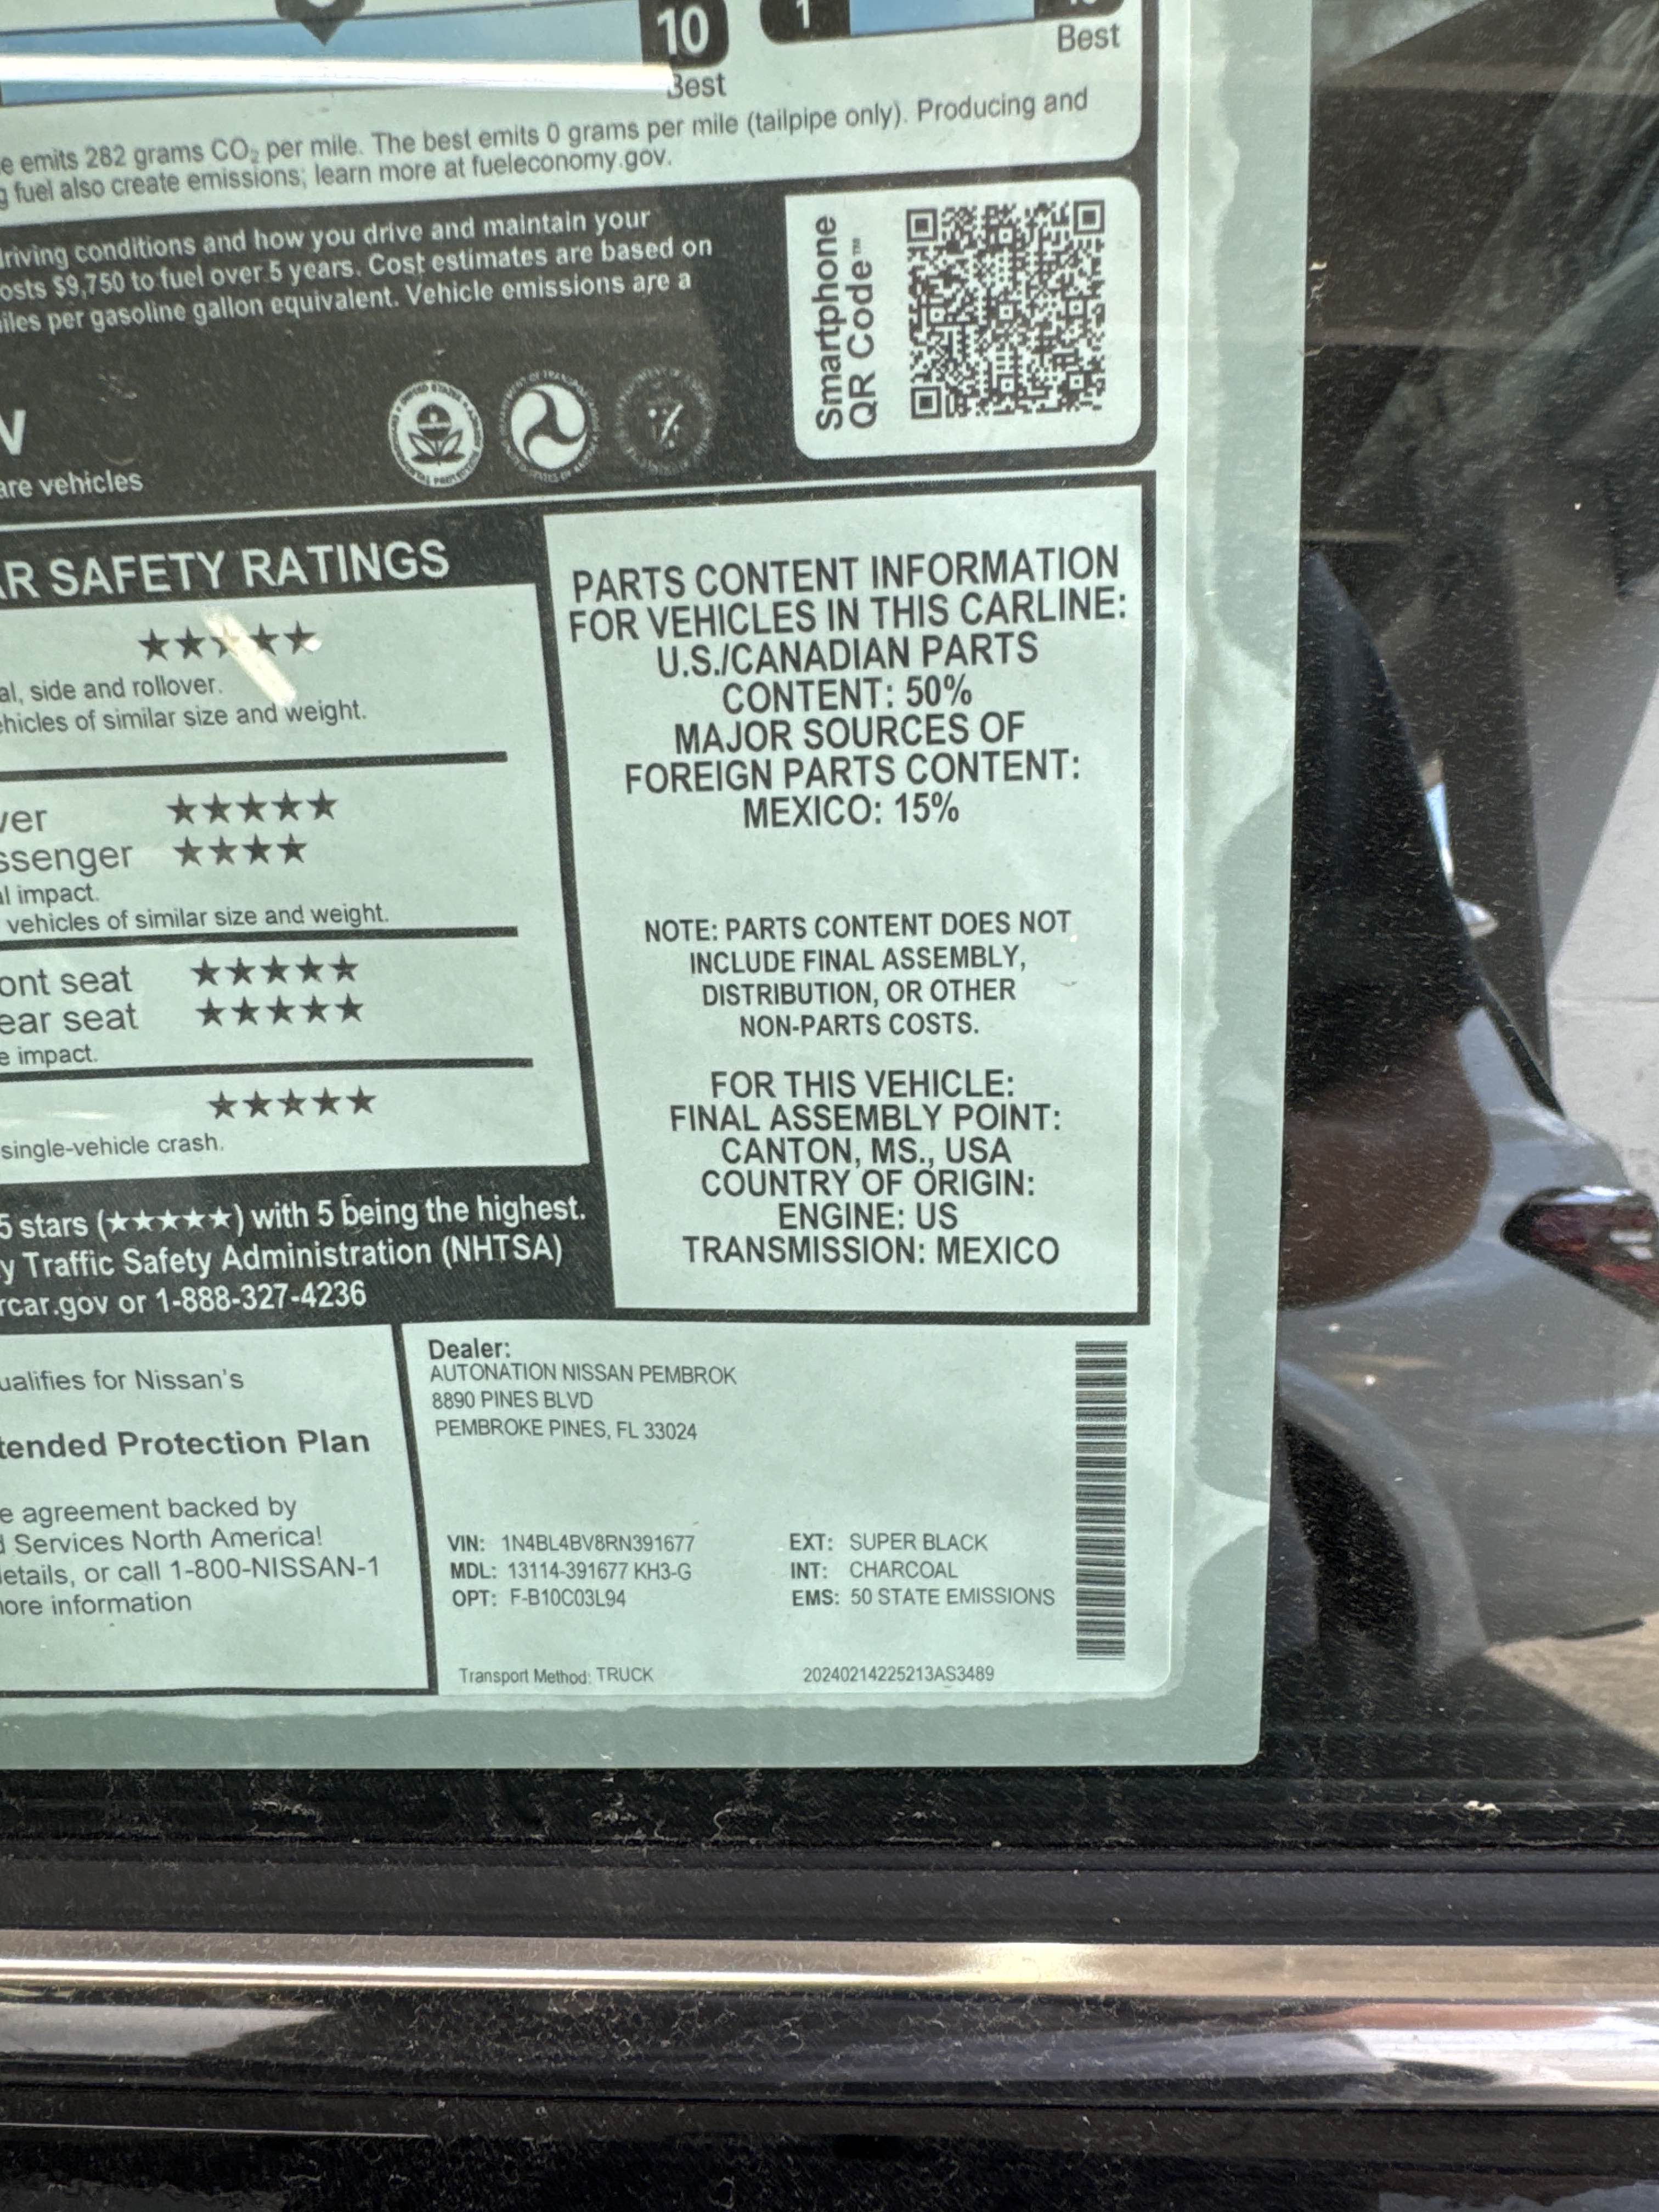 10
Best
1
Best
e emits 282 grams CO₂ per mile. The best emits 0 grams per mile (tailpipe only). Producing and
g fuel also create emissions; learn more at fueleconomy.gov.
driving conditions and how you drive and maintain your
osts $9,750 to fuel over 5 years. Cost estimates are based on
iles per gasoline gallon equivalent. Vehicle emissions are a
Smartphone
QR Code™
V
are vehicles
AR SAFETY RATINGS
★★★★★
al, side and rollover.
ehicles of similar size and weight.
ver ★★★★★
ssenger ★★★★
al impact.
vehicles of similar size and weight.
ont seat ★★★★★
ear seat ★★★★★
e impact.
★★★★★
single-vehicle crash.
5 stars (★★★★★) with 5 being the highest.
y Traffic Safety Administration (NHTSA)
rcar.gov or 1-888-327-4236
PARTS CONTENT INFORMATION
FOR VEHICLES IN THIS CARLINE:
U.S./CANADIAN PARTS
CONTENT: 50%
MAJOR SOURCES OF
FOREIGN PARTS CONTENT:
MEXICO: 15%
NOTE: PARTS CONTENT DOES NOT
INCLUDE FINAL ASSEMBLY,
DISTRIBUTION, OR OTHER
NON-PARTS COSTS.
FOR THIS VEHICLE:
FINAL ASSEMBLY POINT:
CANTON, MS., USA
COUNTRY OF ORIGIN:
ENGINE: US
TRANSMISSION: MEXICO
ualifies for Nissan's
tended Protection Plan
e agreement backed by
d Services North America!
details, or call 1-800-NISSAN-1
more information
Dealer:
AUTONATION NISSAN PEMBROK
8890 PINES BLVD
PEMBROKE PINES, FL 33024
VIN: 1N4BL4BV8RN391677 EXT: SUPER BLACK
MDL: 13114-391677 KH3-G INT: CHARCOAL
OPT: F-B10C03L94 EMS: 50 STATE EMISSIONS
Transport Method: TRUCK 20240214225213AS3489